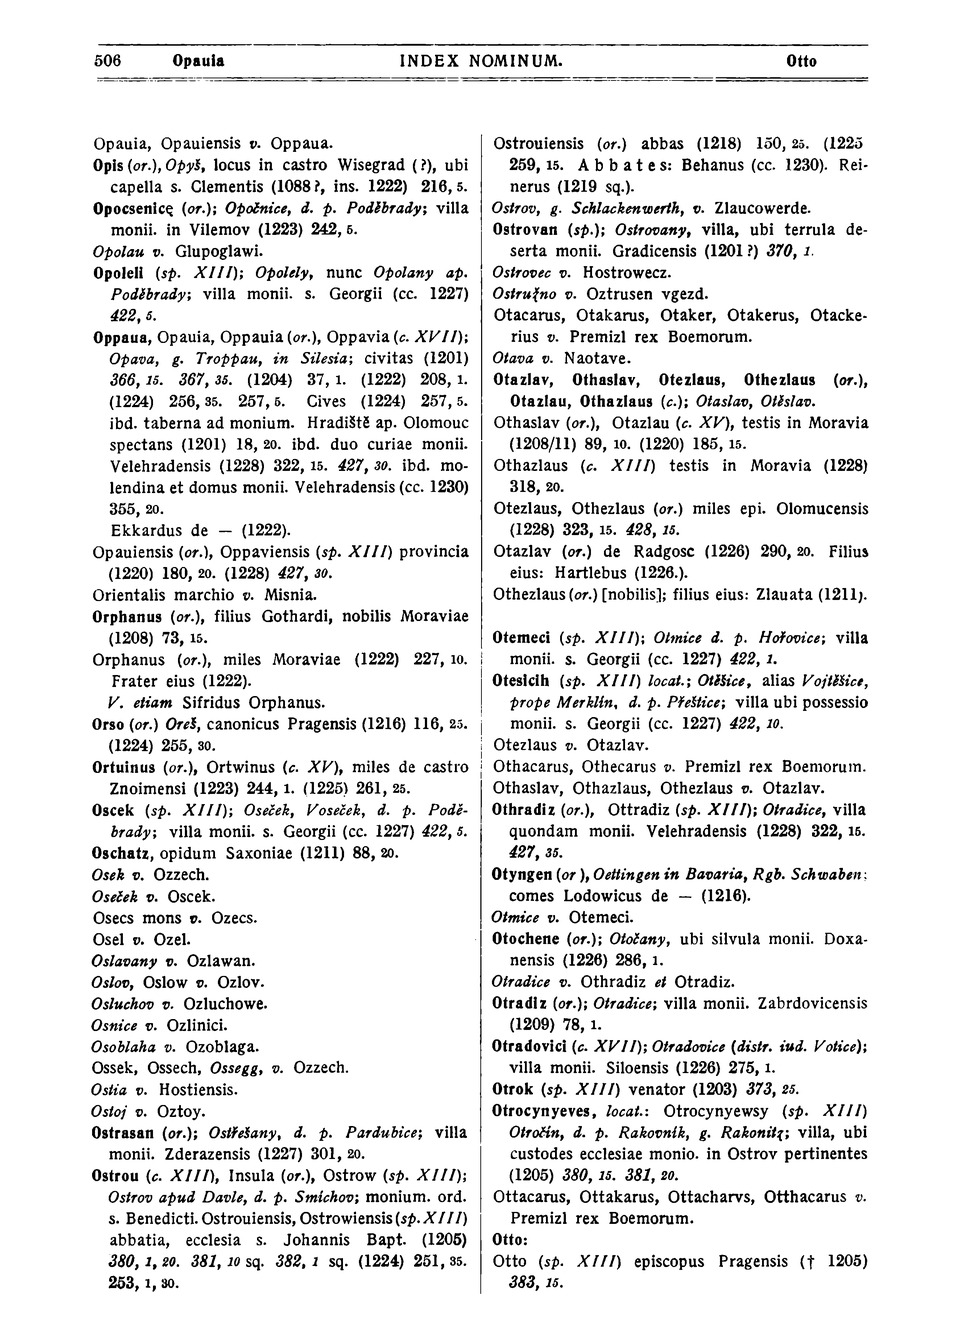 506 Opauia INDEX NOMINUM. Otto
Opauia, Opauiensis v. Oppaua.
Opis (or.), Opyš, locus in castro Wisegrad (?), ubi
capella s. Clementis (1088?, ins. 1222) 216, 5.
Opocsenicę (or.); Opočnice, d. p. Poděbrady; villa
monii. in Vilemov (1223) 242, 5.
Opolau v. Glupoglawi.
Opoleli (sp. XIII); Opolely, nunc Opolany ap.
Poděbrady; villa monii. s. Georgii (cc. 1227)
422, 5.
Oppaua, Opauia, Oppauia (or.), Oppavia (c. XVII);
Opava, g. Troppau, in Silesia; civitas (1201)
366, 15. 367, 35. (1204) 37, 1. (1222) 208, 1.
(1224) 256, 35. 257, 5. Cives (1224) 257, 5.
ibd. taberna ad monium. Hradiště ap. Olomouc
spectans (1201) 18, 20. ibd. duo curiae monii.
Velehradensis (1228) 322, 15. 427, 30. ibd. mo-
lendina et domus monii. Velehradensis (cc. 1230)
355, 20.
Ekkardus de — (1222).
Opauiensis (or.), Oppaviensis (sp. XIII) provincia
(1220) 180, 20. (1228) 427, 30.
Orientalis marchio v. Misnia.
Orphanus (or.), filius Gothardi, nobilis Moraviae
(1208) 73, 15.
Orphanus (or.), miles Moraviae (1222) 227, 10.
Frater eius (1222).
V. etiam Sifridus Orphanus.
Orso (or.) Oreš, canonicus Pragensis (1216) 116, 25.
(1224) 255, 30.
Ortuinus (or.), Ortwinus (c. XV), miles de castro
Znoimensi (1223) 244, 1. (1225) 261, 25.
Oscek (sp. XIII); Oseček, Voseček, d. p. Podě-
brady; villa monii. s. Georgii (cc. 1227) 422, 5.
Oschatz, opidum Saxoniae (1211) 88, 20.
Osek v. Ozzech.
Oseček v. Oscek.
Osecs mons v. Ozecs.
Osel v. Ozel.
Oslavany v. Ozlawan.
Oslov, Oslow v. Ozlov.
Osluchov v. Ozluchowe.
Osnice v. Ozlinici.
Osoblaha v. Ozoblaga.
Ossek, Ossech, Ossegg, v. Ozzech.
Ostia v. Hostiensis.
Ostoj v. Oztoy.
Ostrasan (or.); Ostřešany, d. p. Pardubice; villa
monii. Zderazensis (1227) 301, 20.
Ostrou (c. XIII), Insula (or.), Ostrow (sp. XIII);
Ostrov apud Davle, d. p. Smichov; monium. ord.
s. Benedicti. Ostrouiensis, Ostrowiensis (sp. XIII)
abbatia, ecclesia s. Johannis Bapt. (1205)
380, 1, 20. 381, 10 sq. 382, 1 sq. (1224) 251, 35.
253, 1, 30.
Ostrouiensis (or.) abbas (1218) 150, 25. (1225
259, 15. Abbates: Behanus (cc. 1230). Rei-
nerus (1219 sq.).
Ostrov, g. Schlackenwerth, v. Zlaucowerde.
Ostrovan (sp.); Ostrovany, villa, ubi terrula de-
serta monii. Gradicensis (1201?) 370, 1.
Ostrovec v. Hostrowecz.
Ostružno v. Oztrusen vgezd.
Otacarus, Otakarus, Otaker, Otakerus, Otacke-
rius v. Premizl rex Boemorum.
Otava v. Naotave.
Otazlav, Othaslav, Otezlaus, Othezlaus (or.),
Otazlau, Othazlaus (c.); Otaslav, Otěslav.
Othaslav (or.), Otazlau (c. XV), testis in Moravia
(1208/11) 89, 10. (1220) 185, 15.
Othazlaus (c. XIII) testis in Moravia (1228)
318, 20.
Otezlaus, Othezlaus (or.) miles epi. Olomucensis
(1228) 323, 15. 428, 15.
Otazlav (or.) de Radgosc (1226) 290, 20. Filius
eius: Hartlebus (1226.).
Othezlaus (or.) [nobilis]; filius eius: Zlauata (1211).
Otemeci (sp. XIII); Otmice d. p. Hořovice; villa
monii. s. Georgii (cc. 1227) 422, 1.
Otesicih (sp. XIII) locat.; Otěšice, alias Vojtěšice,
prope Merklín, d. p. Přeštice; villa ubi possessio
monii. s. Georgii (cc. 1227) 422, 10.
Otezlaus v. Otazlav.
Othacarus, Othecarus v. Premizl rex Boemorum.
Othaslav, Othazlaus, Othezlaus v. Otazlav.
Othradiz (or.), Ottradiz (sp. XIII); Otradice, villa
quondam monii. Velehradensis (1228) 322, 15.
427, 35.
Otyngen (or ), Oettingen in Bavaria, Rgb. Schwaben:
comes Lodowicus de — (1216).
Otmice v. Otemeci.
Otochene (or.); Otočany, ubi silvula monii. Doxa-
nensis (1226) 286, 1.
Otradice v. Othradiz et Otradiz.
Otradiz (or.); Otradice; villa monii. Zabrdovicensis
(1209) 78, 1.
Otradovici (c. XVII); Otradovice (distr. iud. Votice);
villa monii. Siloensis (1226) 275, 1.
Otrok (sp. XIII) venator (1203) 373, 25.
Otrocynyeves, locat.: Otrocynyewsy (sp. XIII)
Otročín, d. p. Rakovník, g. Rakonitz; villa, ubi
custodes ecclesiae monio. in Ostrov pertinentes
(1205) 380, 15. 381, 20.
Ottacarus, Ottakarus, Ottacharvs, Otthacarus v.
Premizl rex Boemorum.
Otto:
Otto (sp. XIII) episcopus Pragensis († 1205)
383, 15.